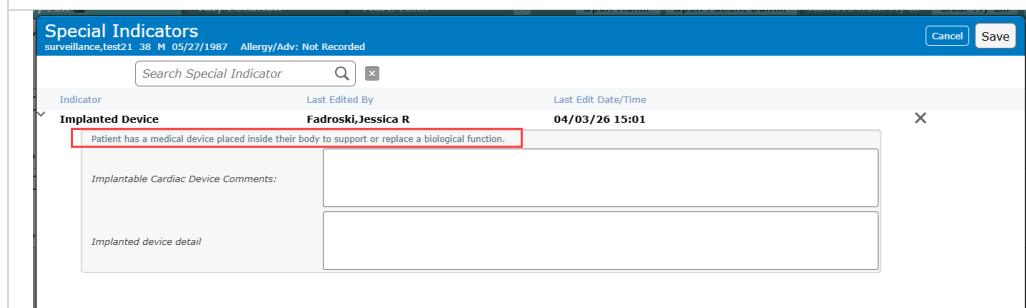 Special Indicators
surveillance,test21 38 M 05/27/1987 Allergy/Adv: Not Recorded
Cancel Save
Search Special Indicator
Indicator Last Edited By Last Edit Date/Time
Implanted Device Fadroski,Jessica R 04/03/26 15:01
Patient has a medical device placed inside their body to support or replace a biological function.
Implantable Cardiac Device Comments:
Implanted device detail